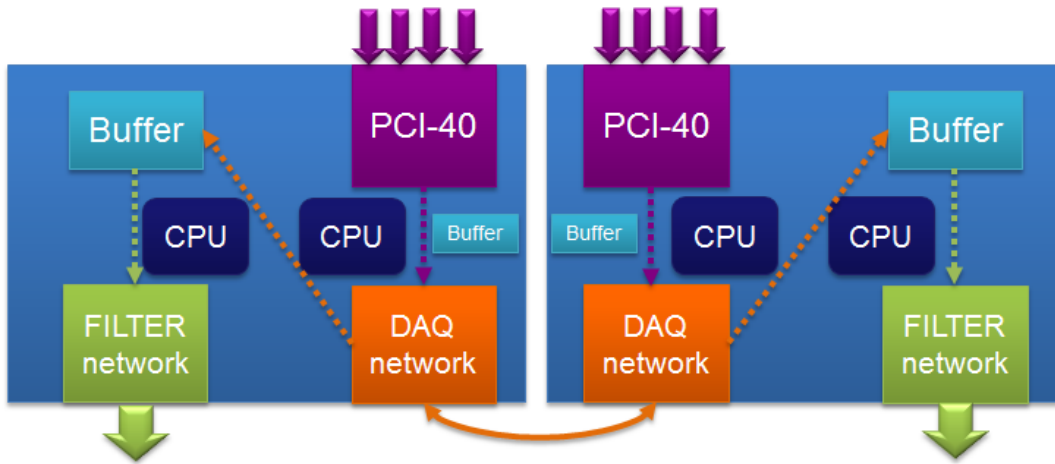 PCI-40
PCI-40
Buffer
Buffer
CPU
CPU
Buffer
Buffer
CPU
CPU
FILTER
network
DAQ
network
DAQ
network
FILTER
network